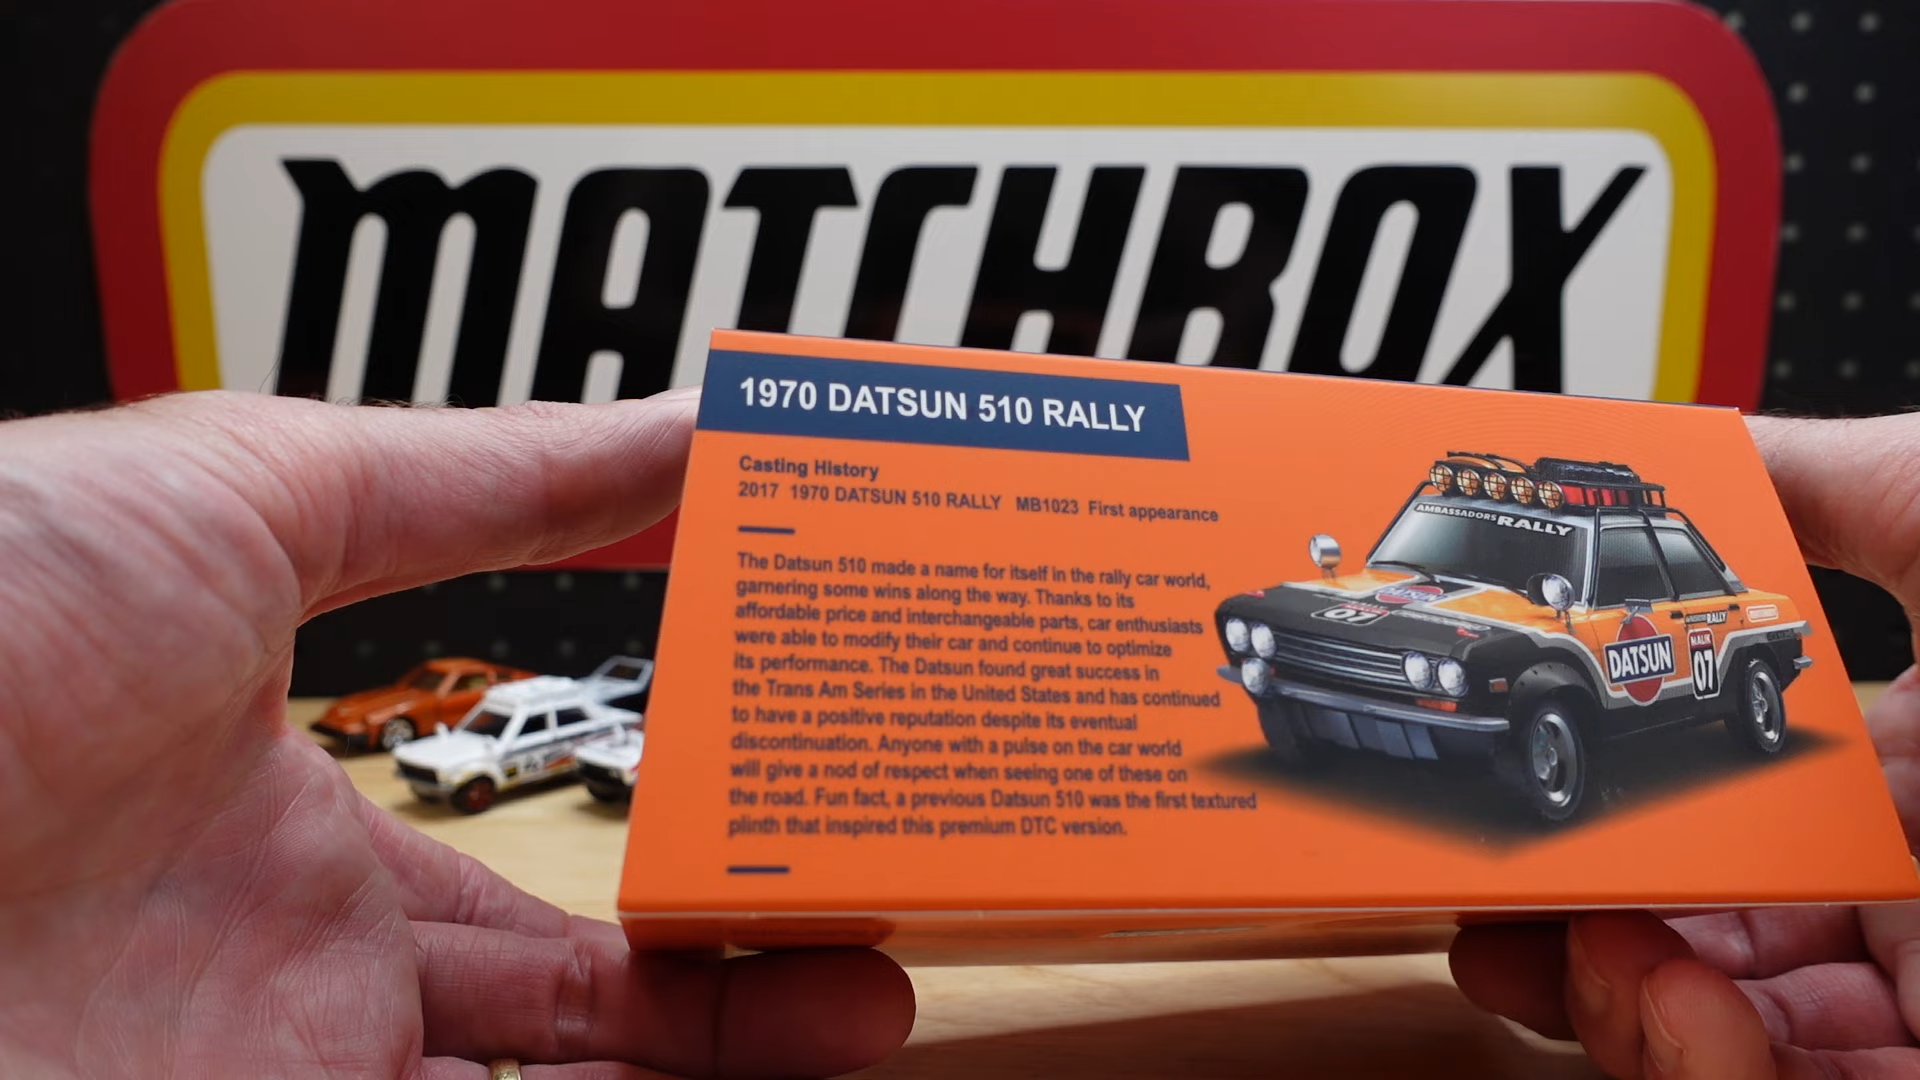 MATCHBOX
1970 DATSUN 510 RALLY
Casting History
2017 1970 DATSUN 510 RALLY MB1023 First appearance
The Datsun 510 made a name for itself in the rally car world,
garnering some wins along the way. Thanks to its
affordable price and interchangeable parts, car enthusiasts
were able to modify their car and continue to optimize
its performance. The Datsun found great success in
the Trans Am Series in the United States and has continued
to have a positive reputation despite its eventual
discontinuation. Anyone with a pulse on the car world
will give a nod of respect when seeing one of these on
the road. Fun fact, a previous Datsun 510 was the first textured
plinth that inspired this premium DTC version.
AMBASSADORS RALLY
DATSUN
07
RALLY
DATSUN
MALIK
07